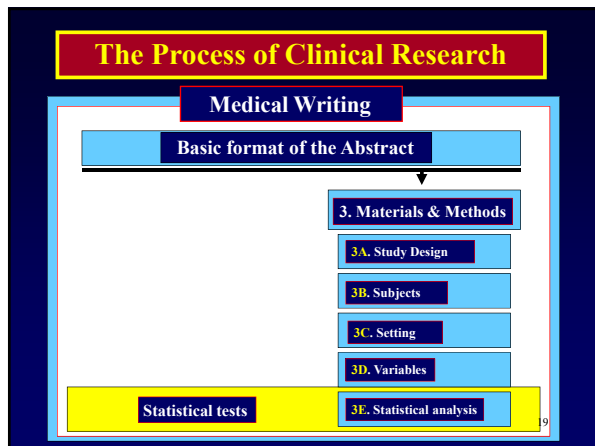 The Process of Clinical Research
Medical Writing
Basic format of the Abstract
3. Materials & Methods
3A. Study Design
3B. Subjects
3C. Setting
3D. Variables
Statistical tests
3E. Statistical analysis
19